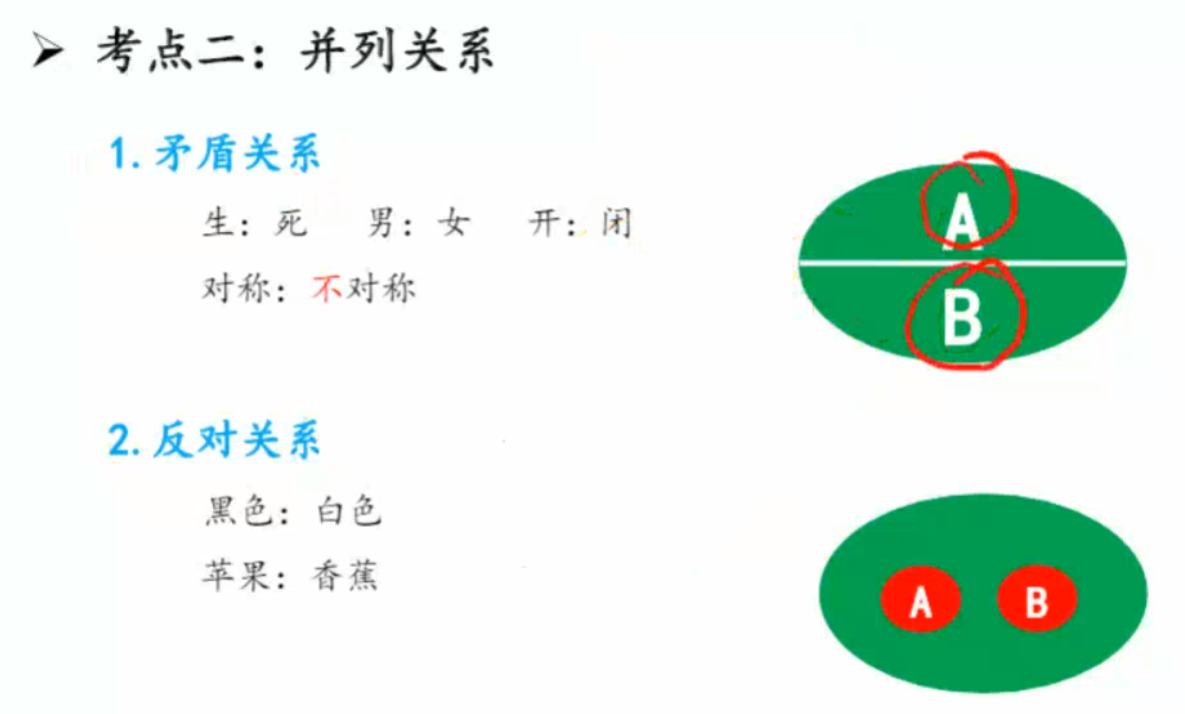 ➢ 考点二：并列关系
1.矛盾关系
生：死 男：女 开：闭
对称：不对称
A
B
2.反对关系
黑色：白色
苹果：香蕉
A B